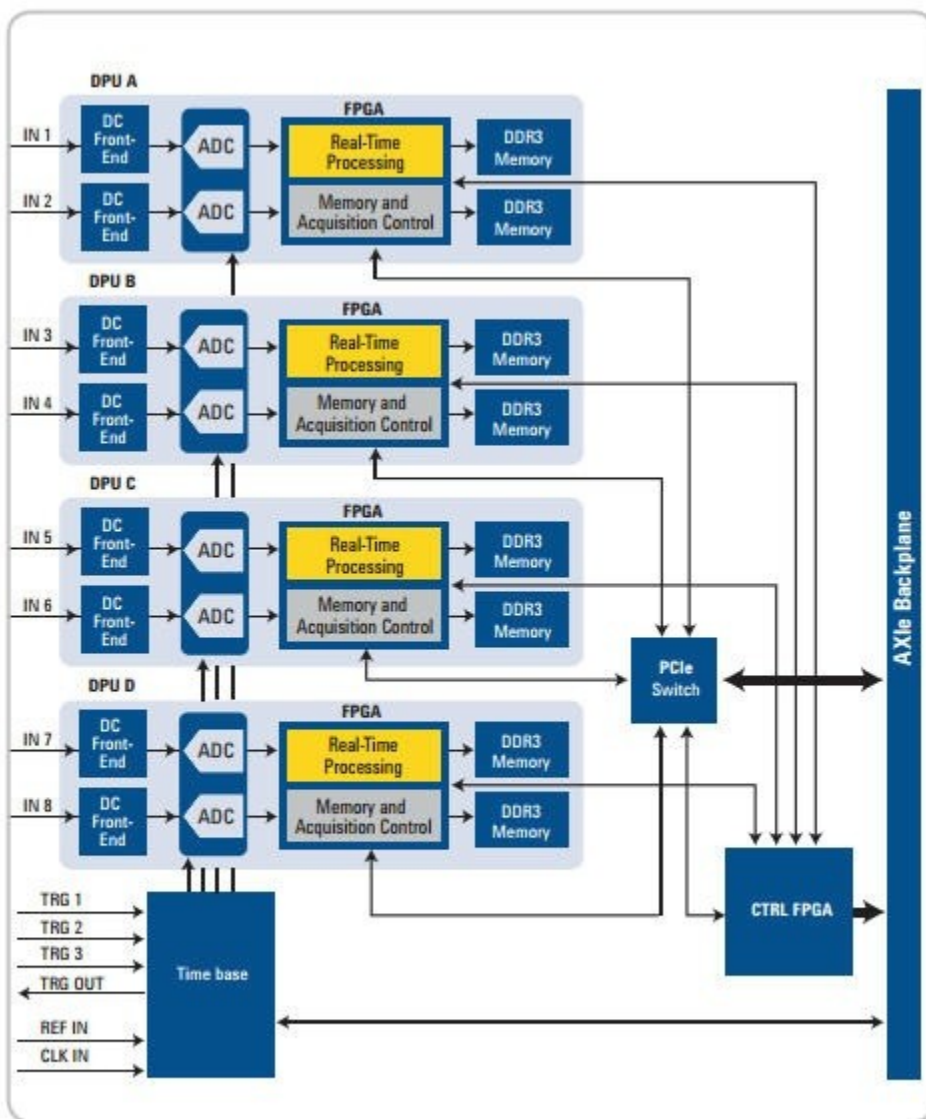 DPU A
FPGA
IN 1
DC
Front-
End
ADC
Real-Time
Processing
DDR3
Memory
IN 2
DC
Front-
End
ADC
Memory and
Acquisition Control
DDR3
Memory
DPU B
FPGA
IN 3
DC
Front-
End
ADC
Real-Time
Processing
DDR3
Memory
IN 4
DC
Front-
End
ADC
Memory and
Acquisition Control
DDR3
Memory
DPU C
FPGA
IN 5
DC
Front-
End
ADC
Real-Time
Processing
DDR3
Memory
IN 6
DC
Front-
End
ADC
Memory and
Acquisition Control
DDR3
Memory
DPU D
FPGA
IN 7
DC
Front-
End
ADC
Real-Time
Processing
DDR3
Memory
IN 8
DC
Front-
End
ADC
Memory and
Acquisition Control
DDR3
Memory
PCIe
Switch
AXIe Backplane
CTRL FPGA
TRG 1
TRG 2
TRG 3
TRG OUT
REF IN
CLK IN
Time base